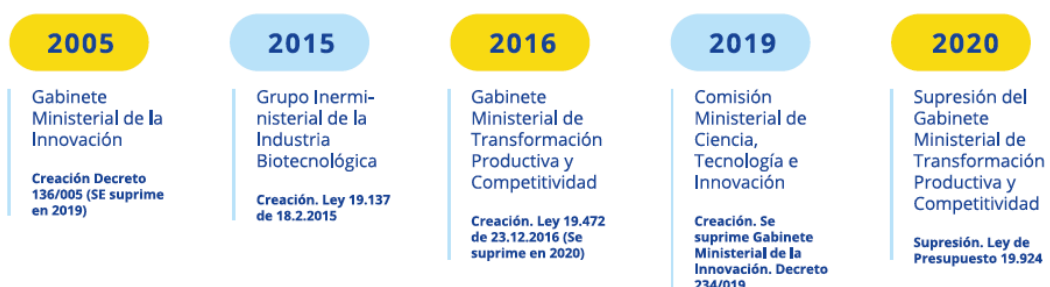 2005
Gabinete
Ministerial de la
Innovación
Creación Decreto
136/005 (SE suprime
en 2019)
2015
Grupo Inermi-
nisterial de la
Industria
Biotecnológica
Creación. Ley 19.137
de 18.2.2015
2016
Gabinete
Ministerial de
Transformación
Productiva y
Competitividad
Creación. Ley 19.472
de 23.12.2016 (Se
suprime en 2020)
2019
Comisión
Ministerial de
Ciencia,
Tecnología e
Innovación
Creación. Se
suprime Gabinete
Ministerial de la
Innovación. Decreto
234/019
2020
Supresión del
Gabinete
Ministerial de
Transformación
Productiva y
Competitividad
Supresión. Ley de
Presupuesto 19.924